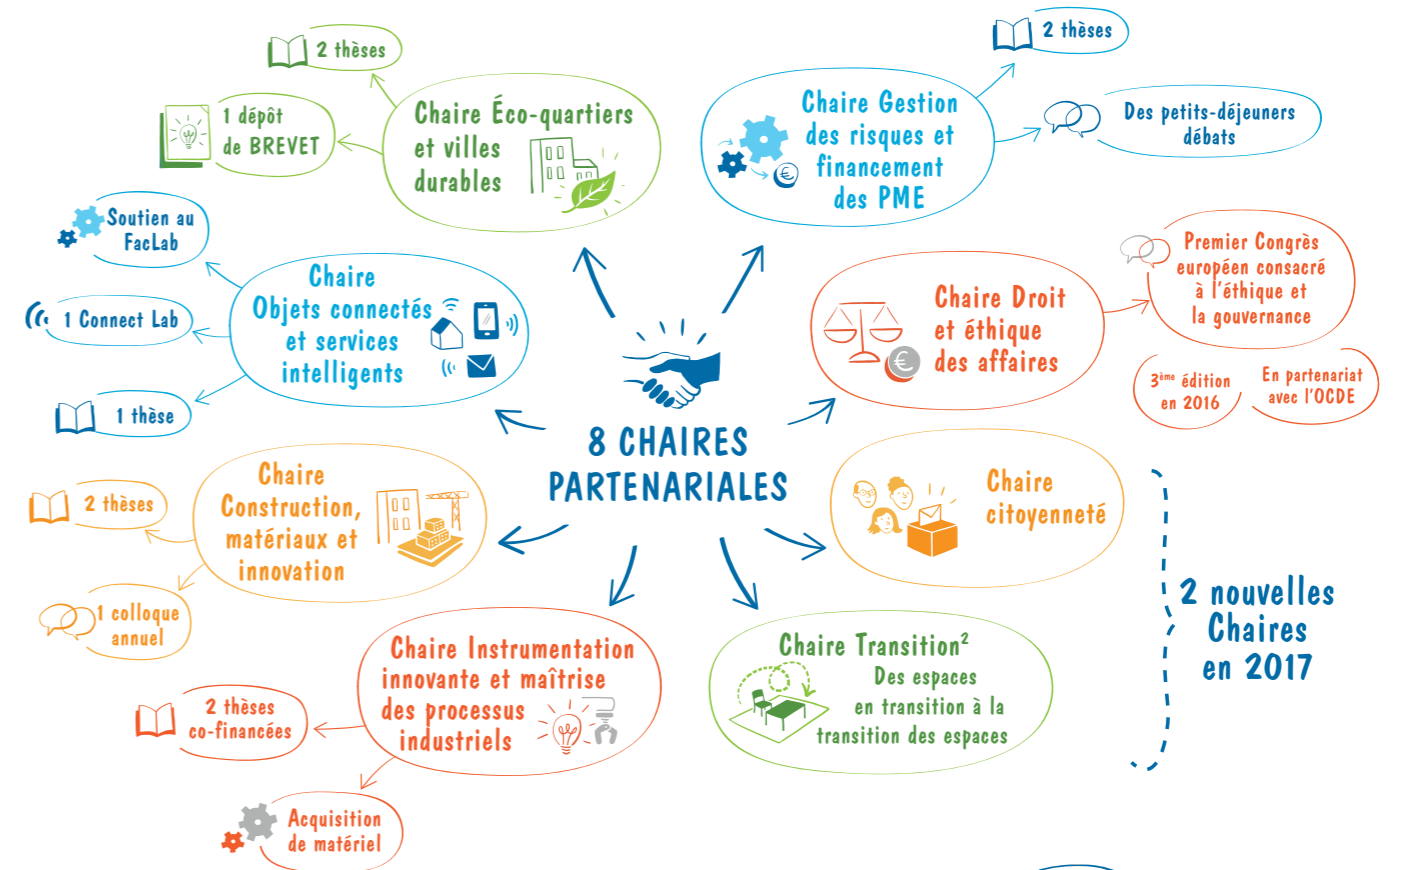 2 thèses
1 dépôt
de BREVET
Chaire Éco-quartiers
et villes
durables
2 thèses
Des petits-déjeuners
débats
Chaire Gestion
des risques et
financement
des PME
€
Soutien au
FacLab
1 Connect Lab
1 thèse
Chaire
Objets connectés
et services
intelligents
Premier Congrès
européen consacré
à l'éthique et
la gouvernance
3ème édition
en 2016
En partenariat
avec l'OCDE
Chaire Droit
et éthique
des affaires
€
8 CHAIRES
PARTENARIALES
2 thèses
1 colloque
annuel
Chaire
Construction,
matériaux et
innovation
Chaire
citoyenneté
2 nouvelles
Chaires
en 2017
Chaire Instrumentation
innovante et maîtrise
des processus
industriels
2 thèses
co-financées
Acquisition
de matériel
Chaire Transition²
Des espaces
en transition à la
transition des espaces